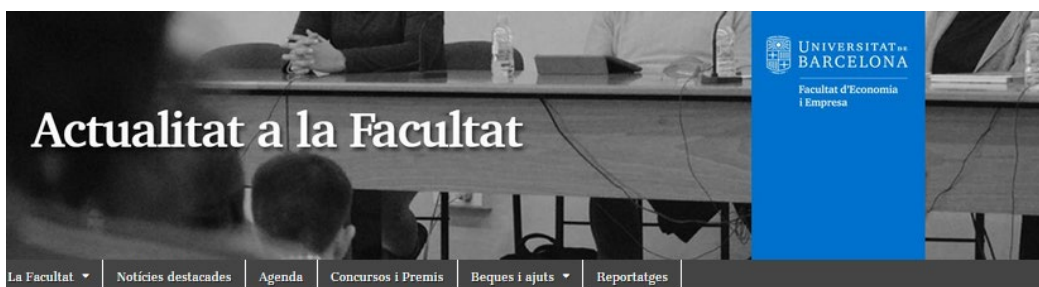 UNIVERSITAT DE
BARCELONA
Facultat d'Economia
i Empresa
Actualitat a la Facultat
La Facultat
Notícies destacades
Agenda
Concursos i Premis
Beques i ajuts
Reportatges